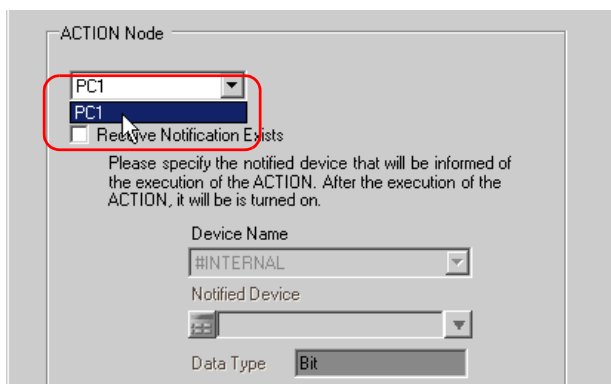 ACTION Node
PC1
PC1
Receive Notification Exists
Please specify the notified device that will be informed of
the execution of the ACTION. After the execution of the
ACTION, it will be is turned on.
Device Name
#INTERNAL
Notified Device
Data Type Bit